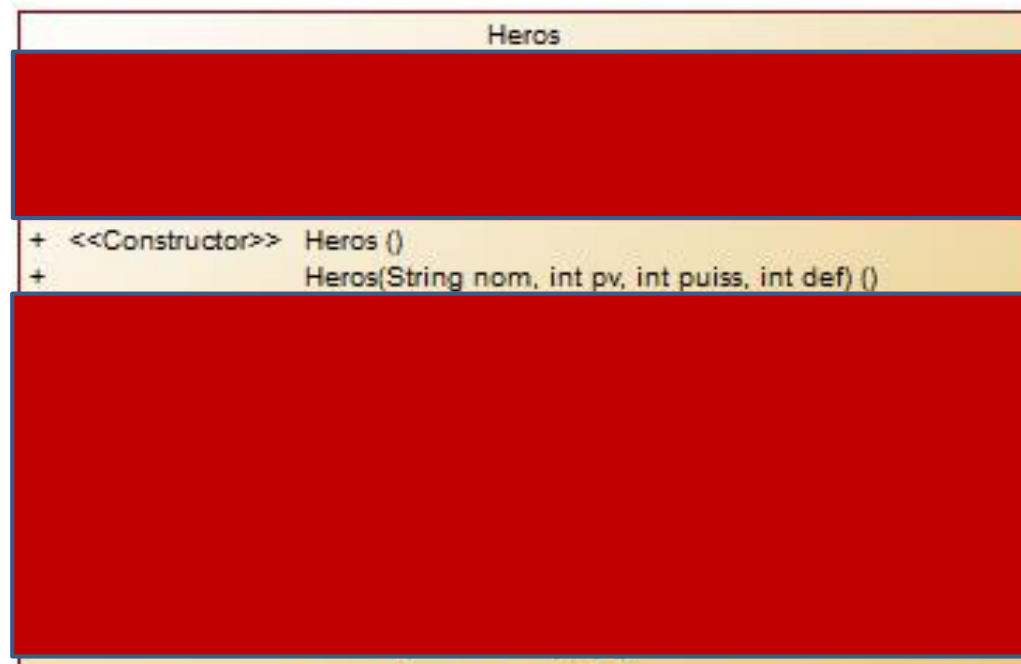 Heros
+ <<Constructor>> Heros ()
+ Heros(String nom, int pv, int puiss, int def) ()